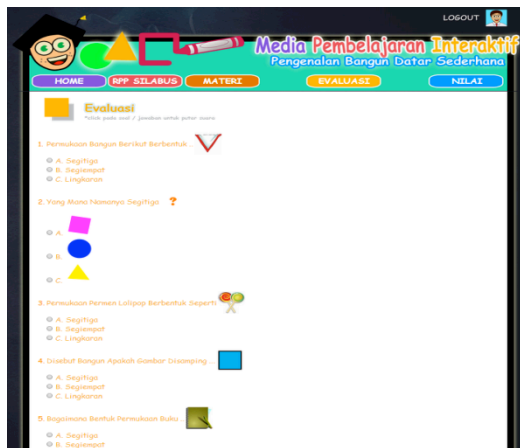 LOGOUT
Media Pembelajaran Interaktif
Pengenalan Bangun Datar Sederhana
HOME
RPP SILABUS
MATERI
EVALUASI
NILAI
Evaluasi
*click pada soal / jawaban untuk putar suara
1. Permukaan Bangun Berikut Berbentuk ..
A. Segitiga
B. Segiempat
C. Lingkaran
2. Yang Mana Namanya Segitiga .. ?
A.
B.
C.
3. Permukaan Permen Lolipop Berbentuk Seperti
A. Segitiga
B. Segiempat
C. Lingkaran
4. Disebut Bangun Apakah Gambar Disamping ..
A. Segitiga
B. Segiempat
C. Lingkaran
5. Bagaimana Bentuk Permukaan Buku ..
A. Segitiga
B. Segiempat